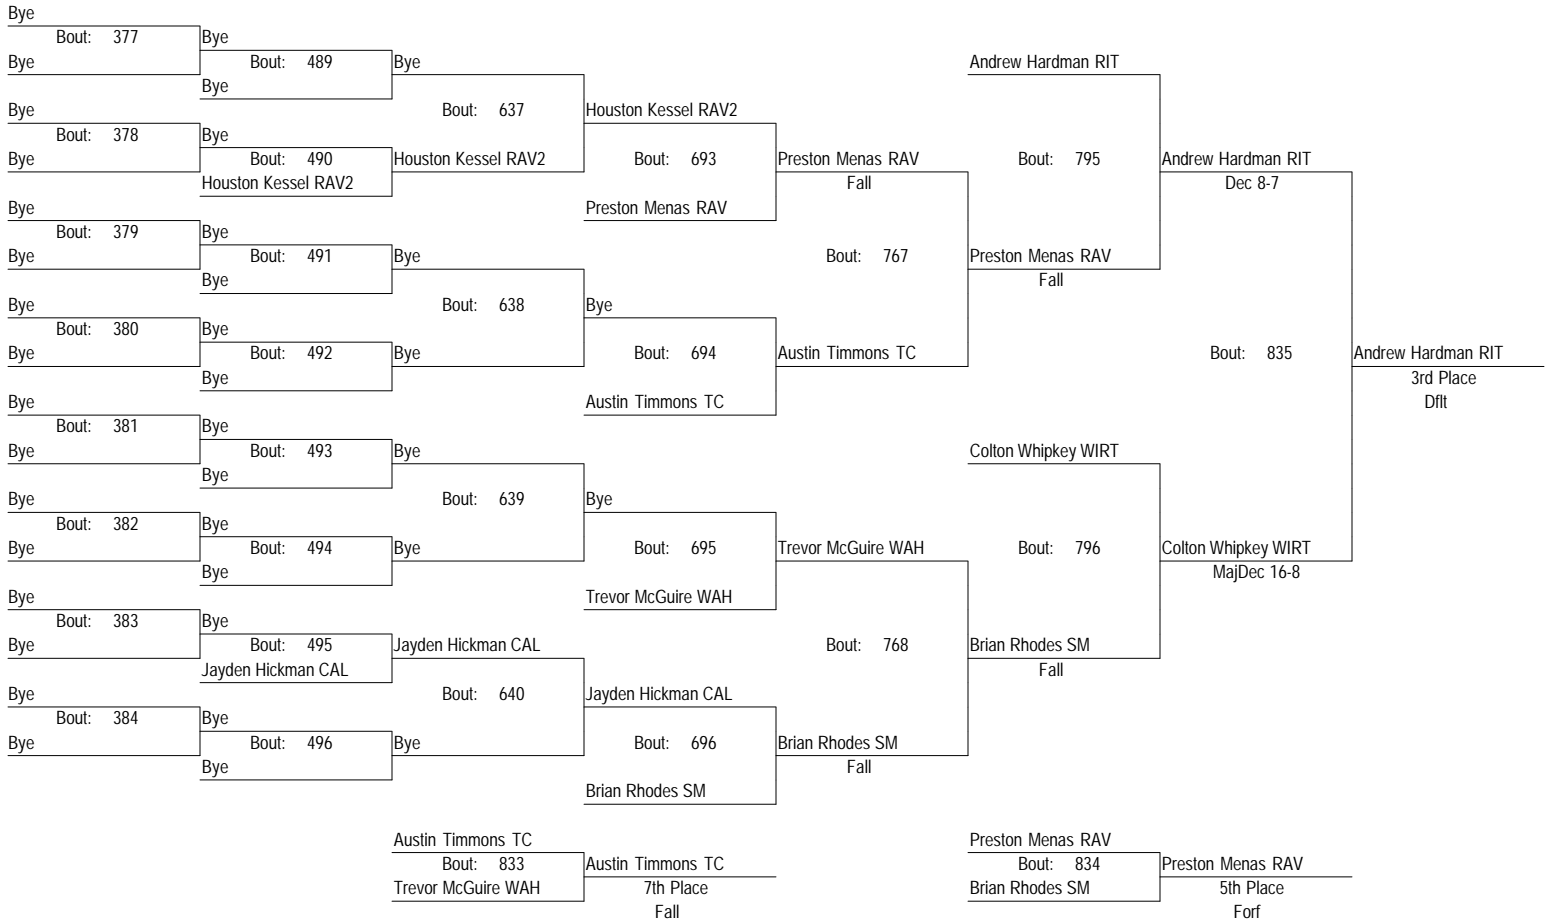 Bye
Bout: 377 Bye
Bye Bout: 489 Bye Andrew Hardman RIT
Bye
Bye Bout: 637 Houston Kessel RAV2
Bout: 378 Bye
Bye Bout: 490 Houston Kessel RAV2 Bout: 693 Preston Menas RAV Bout: 795 Andrew Hardman RIT
Houston Kessel RAV2 Fall Dec 8-7
Bye Preston Menas RAV
Bout: 379 Bye
Bye Bout: 491 Bye Bout: 767 Preston Menas RAV
Bye Fall
Bye Bout: 638 Bye
Bout: 380 Bye
Bye Bout: 492 Bye Bout: 694 Austin Timmons TC Bout: 835 Andrew Hardman RIT
Bye 3rd Place
Bye Austin Timmons TC Dflt
Bout: 381 Bye
Bye Bout: 493 Bye Colton Whipkey WIRT
Bye
Bye Bout: 639 Bye
Bout: 382 Bye
Bye Bout: 494 Bye Bout: 695 Trevor McGuire WAH Bout: 796 Colton Whipkey WIRT
Bye MajDec 16-8
Bye Trevor McGuire WAH
Bout: 383 Bye
Bye Bout: 495 Jayden Hickman CAL Bout: 768 Brian Rhodes SM
Jayden Hickman CAL Fall
Bye Bout: 640 Jayden Hickman CAL
Bout: 384 Bye
Bye Bout: 496 Bye Bout: 696 Brian Rhodes SM
Bye Fall
Brian Rhodes SM
Austin Timmons TC Preston Menas RAV
Bout: 833 Austin Timmons TC Bout: 834 Preston Menas RAV
Trevor McGuire WAH 7th Place Brian Rhodes SM 5th Place
Fall Forf